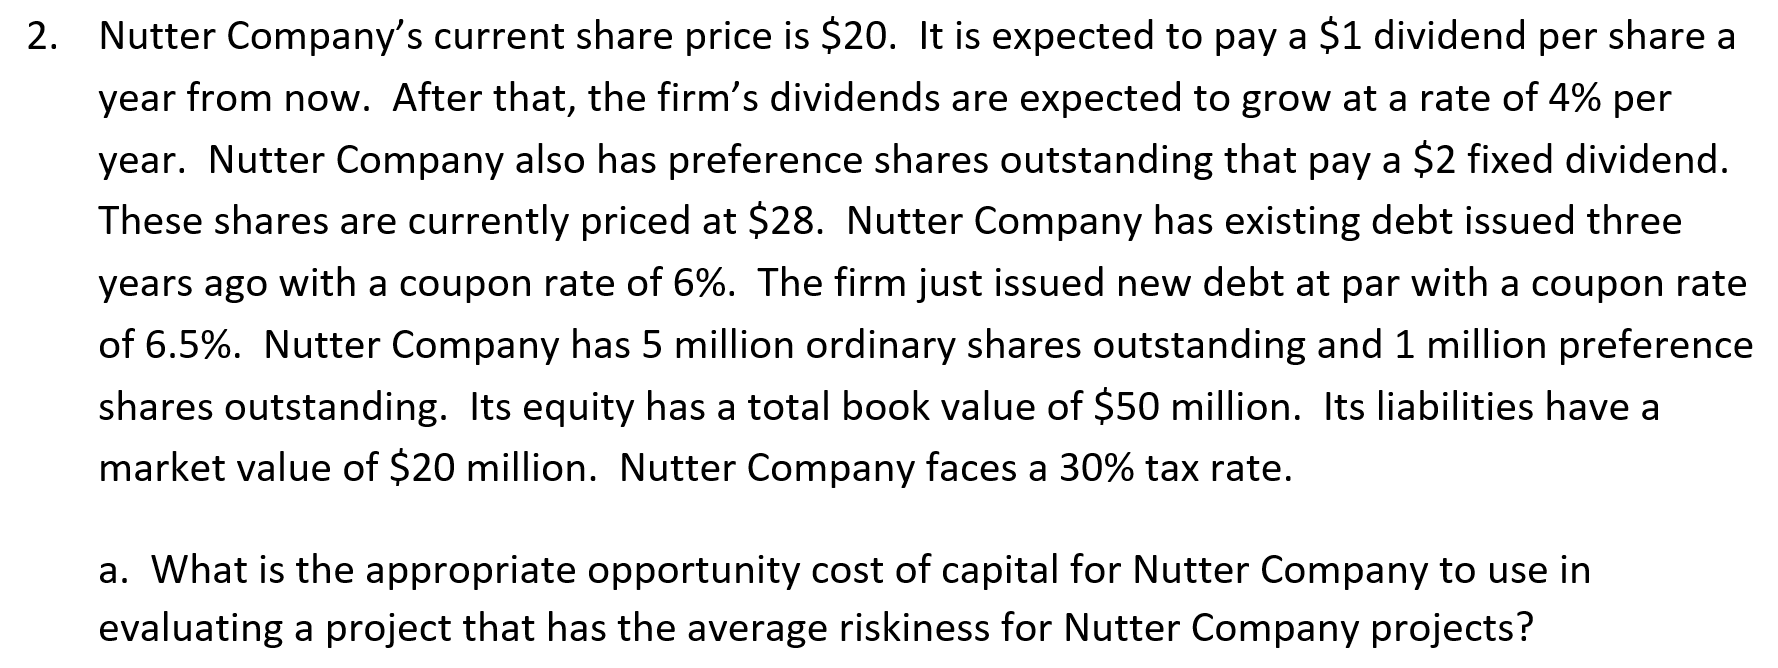 2. Nutter Company’s current share price is $20. It is expected to pay a $1 dividend per share a
year from now. After that, the firm’s dividends are expected to grow at a rate of 4% per
year. Nutter Company also has preference shares outstanding that pay a $2 fixed dividend.
These shares are currently priced at $28. Nutter Company has existing debt issued three
years ago with a coupon rate of 6%. The firm just issued new debt at par with a coupon rate
of 6.5%. Nutter Company has 5 million ordinary shares outstanding and 1 million preference
shares outstanding. Its equity has a total book value of $50 million. Its liabilities have a
market value of $20 million. Nutter Company faces a 30% tax rate.
a. What is the appropriate opportunity cost of capital for Nutter Company to use in
evaluating a project that has the average riskiness for Nutter Company projects?